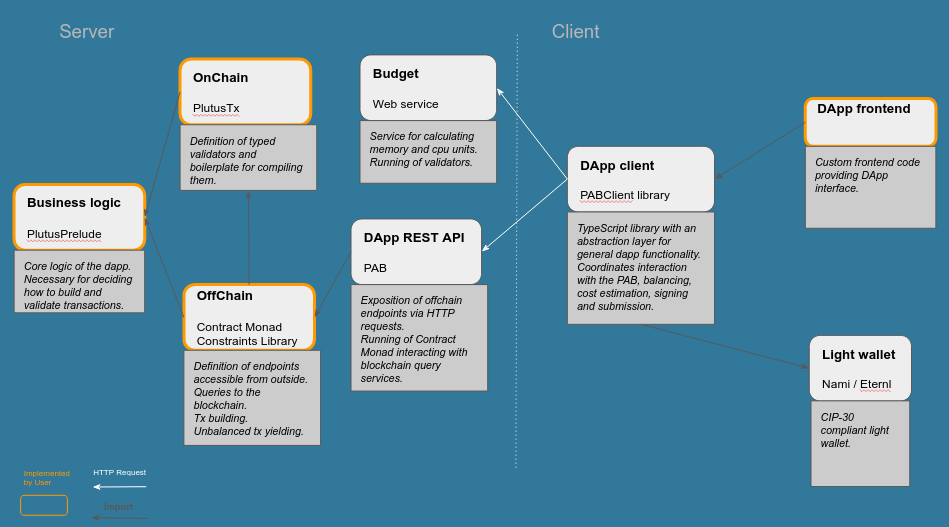 Server
Client
OnChain
PlutusTx
Definition of typed
validators and
boilerplate for compiling
them.
Budget
Web service
Service for calculating
memory and cpu units.
Running of validators.
DApp frontend
Custom frontend code
providing DApp
interface.
DApp client
PABClient library
TypeScript library with an
abstraction layer for
general dapp functionality.
Coordinates interaction
with the PAB, balancing,
cost estimation, signing
and submission.
Business logic
PlutusPrelude
Core logic of the dapp.
Necessary for deciding
how to build and
validate transactions.
DApp REST API
PAB
Exposition of offchain
endpoints via HTTP
requests.
Running of Contract
Monad interacting with
blockchain query
services.
OffChain
Contract Monad
Constraints Library
Definition of endpoints
accessible from outside.
Queries to the
blockchain.
Tx building.
Unbalanced tx yielding.
Light wallet
Nami / Eternl
CIP-30
compliant light
wallet.
Implemented
by User
HTTP Request
Import